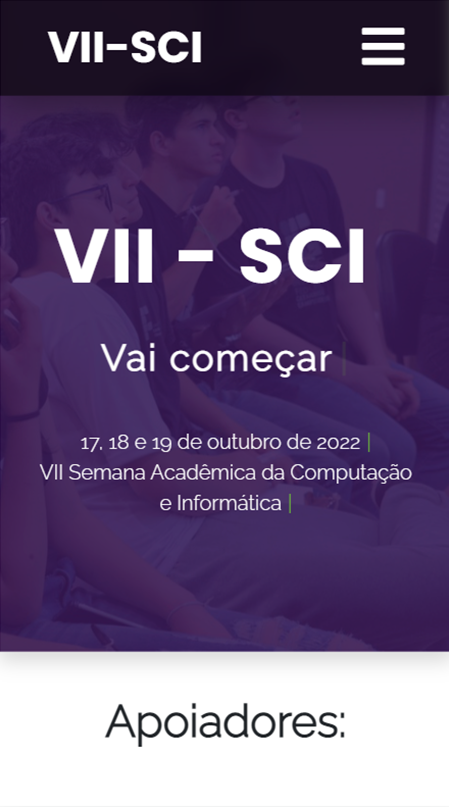 VII-SCI
VII - SCI
Vai começar |
17, 18 e 19 de outubro de 2022 |
VII Semana Acadêmica da Computação
e Informática |
Apoiadores: